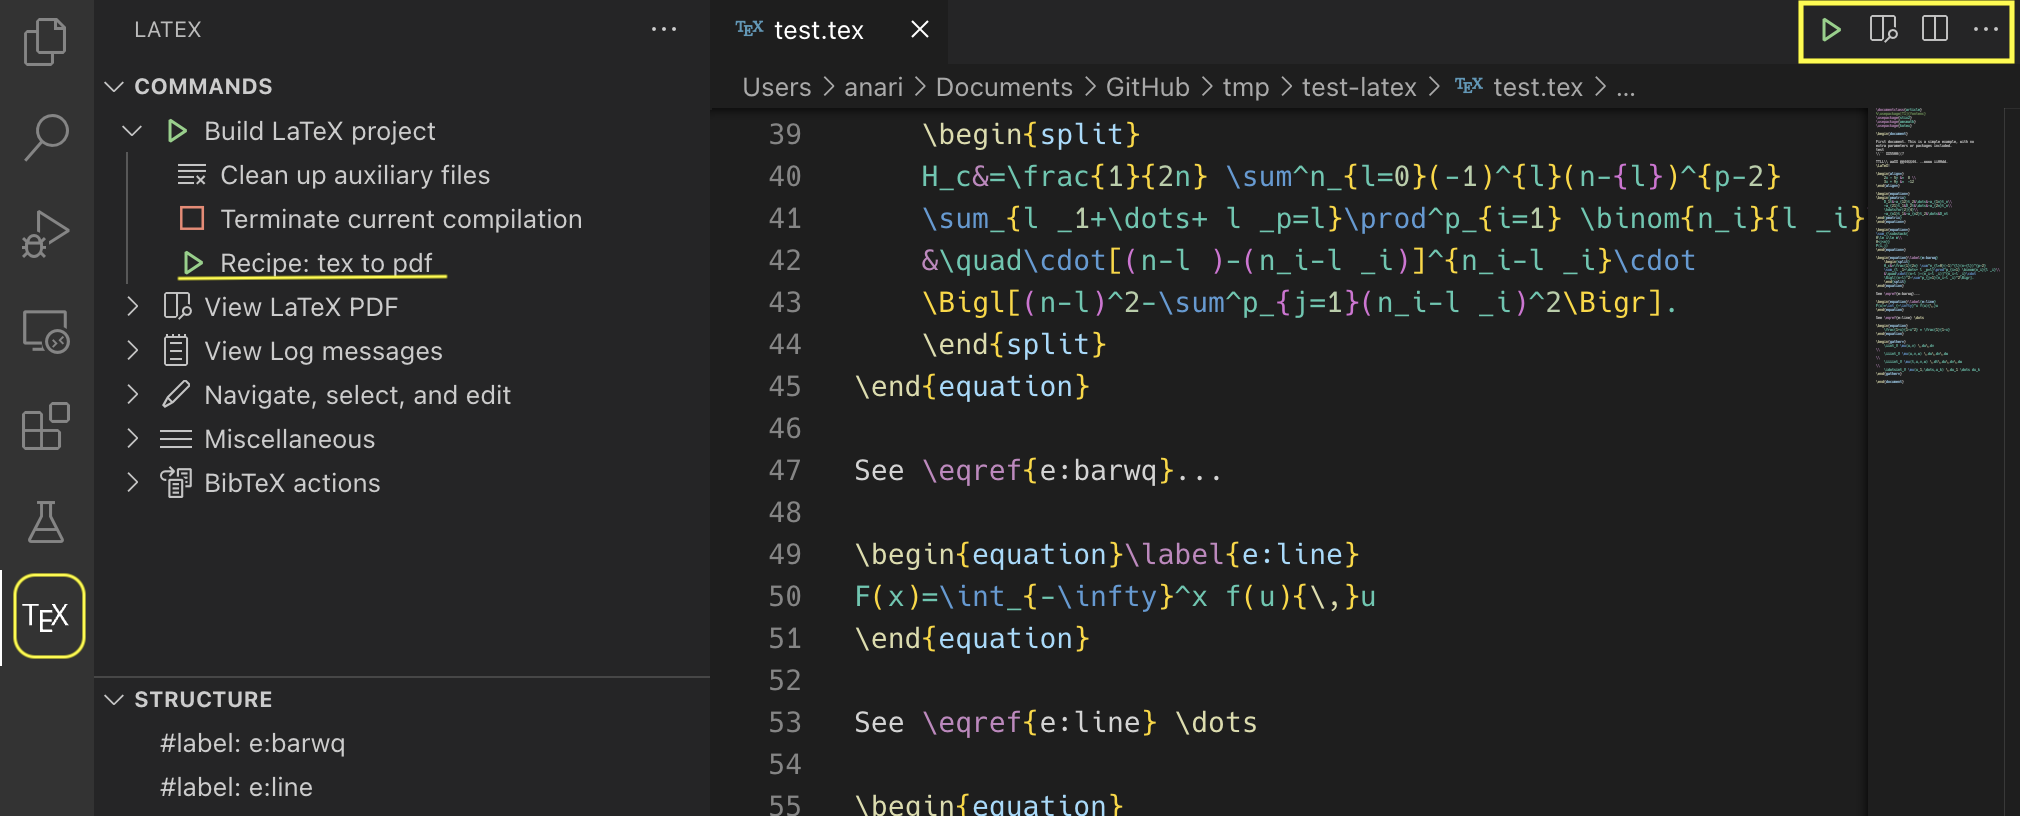 LATEX
COMMANDS
Build LaTeX project
Clean up auxiliary files
Terminate current compilation
Recipe: tex to pdf
View LaTeX PDF
View Log messages
Navigate, select, and edit
Miscellaneous
BibTeX actions
TEX
STRUCTURE
#label: e:barwq
#label: e:line
TEX test.tex
Users > anari > Documents > GitHub > tmp > test-latex > TEX test.tex > ...
39 \begin{split}
40 H_c&=\frac{1}{2n} \sum^n_{l=0}(-1)^{l}(n-{l})^{p-2}
41 \sum_{l _1+\dots+ l _p=l}\prod^p_{i=1} \binom{n_i}{l _i}
42 &\quad\cdot[(n-l )-(n_i-l _i)]^{n_i-l _i}\cdot
43 \Bigl[(n-l)^2-\sum^p_{j=1}(n_i-l _i)^2\Bigr].
44 \end{split}
45 \end{equation}
46
47 See \eqref{e:barwq}...
48
49 \begin{equation}\label{e:line}
50 F(x)=\int_{-\infty}^x f(u){\,}u
51 \end{equation}
52
53 See \eqref{e:line} \dots
54
55 \begin{equation}